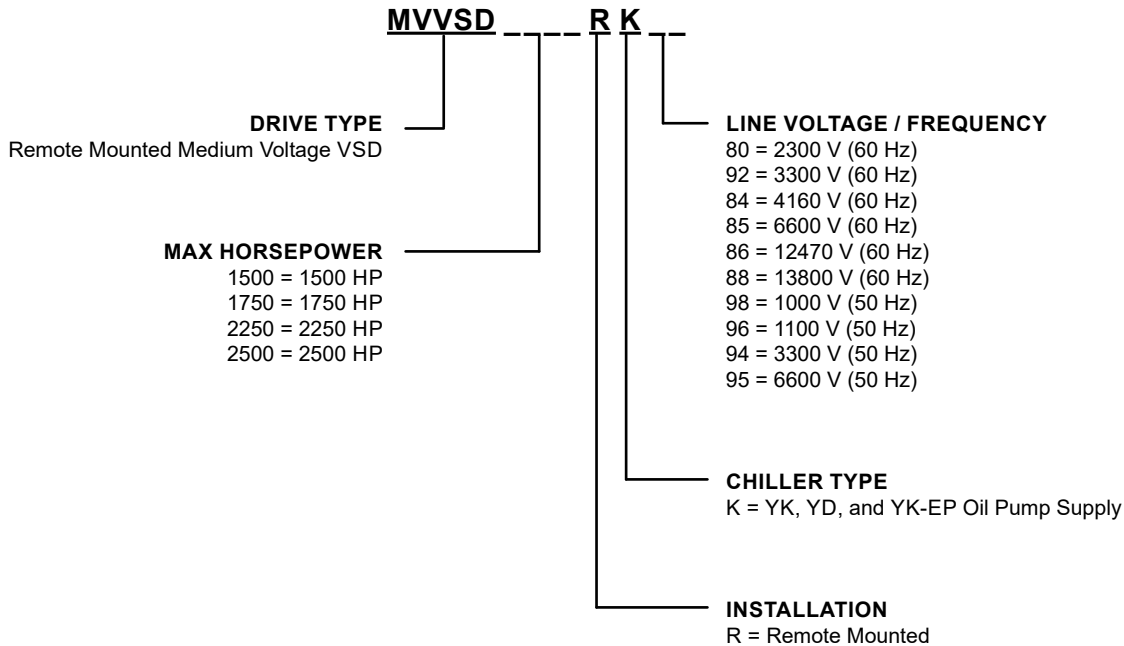 MVVSD _ _ _ _ R K _ _
DRIVE TYPE
Remote Mounted Medium Voltage VSD
MAX HORSEPOWER
1500 = 1500 HP
1750 = 1750 HP
2250 = 2250 HP
2500 = 2500 HP
LINE VOLTAGE / FREQUENCY
80 = 2300 V (60 Hz)
92 = 3300 V (60 Hz)
84 = 4160 V (60 Hz)
85 = 6600 V (60 Hz)
86 = 12470 V (60 Hz)
88 = 13800 V (60 Hz)
98 = 1000 V (50 Hz)
96 = 1100 V (50 Hz)
94 = 3300 V (50 Hz)
95 = 6600 V (50 Hz)
CHILLER TYPE
K = YK, YD, and YK-EP Oil Pump Supply
INSTALLATION
R = Remote Mounted